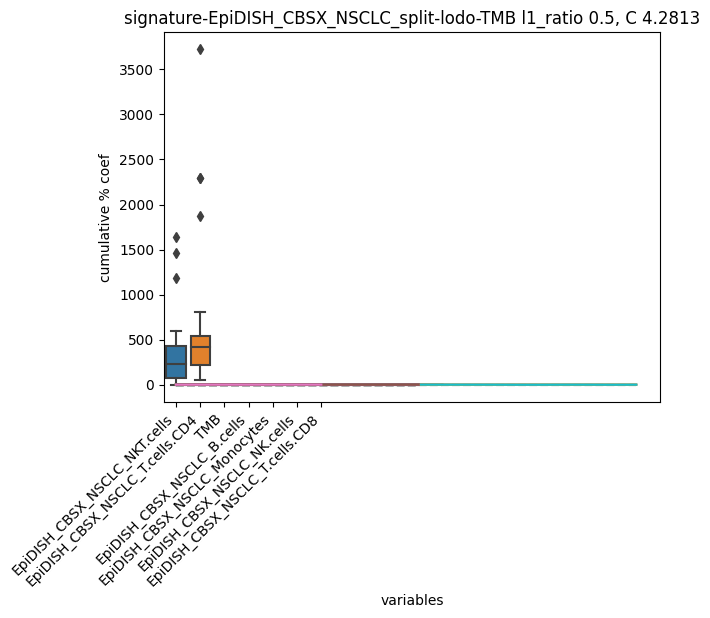 signature-EpiDISH_CBSX_NSCLC_split-lodo-TMB l1_ratio 0.5, C 4.2813
cumulative % coef
3500
3000
2500
2000
1500
1000
500
0
EpiDISH_CBSX_NSCLC_NKT.cells
EpiDISH_CBSX_NSCLC_T.cells.CD4
TMB
EpiDISH_CBSX_NSCLC_B.cells
EpiDISH_CBSX_NSCLC_Monocytes
EpiDISH_CBSX_NSCLC_NK.cells
EpiDISH_CBSX_NSCLC_T.cells.CD8
variables